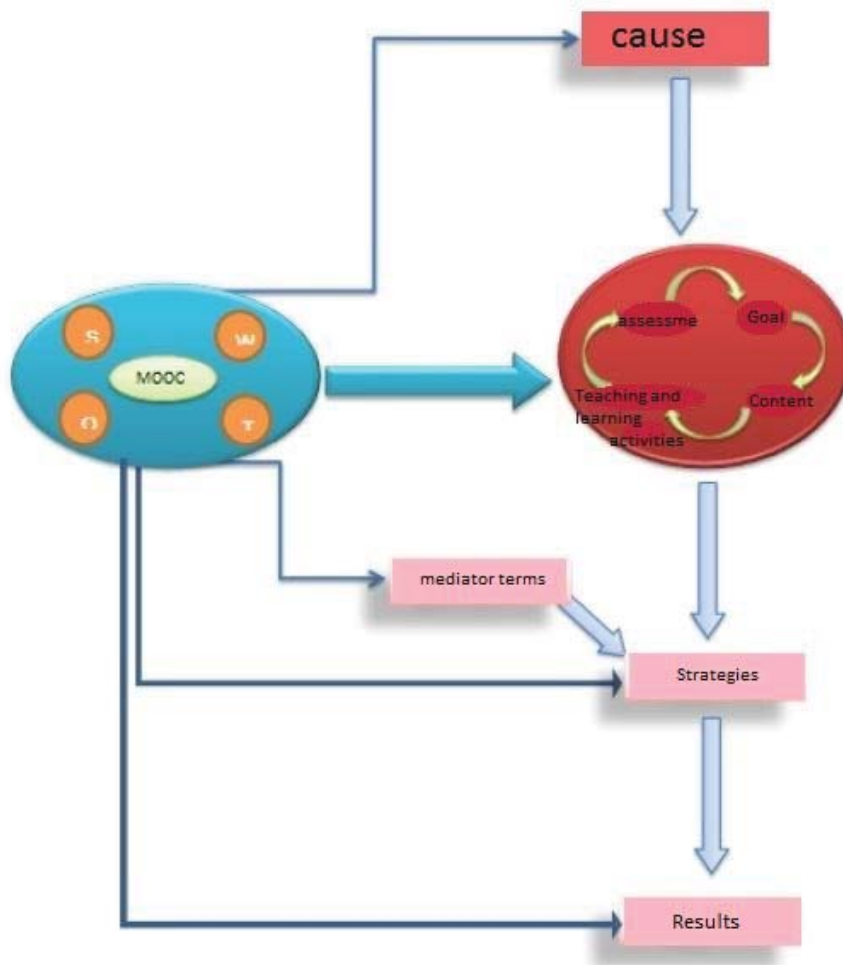 cause
S
W
MOOC
O
T
assessme
Goal
Teaching and
learning
activities
Content
mediator terms
Strategies
Results